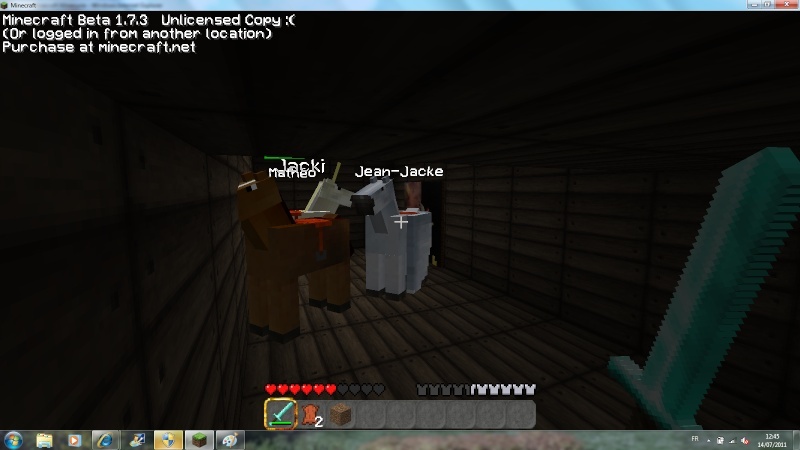 Minecraft
Minecraft Beta 1.7.3 Unlicensed Copy :(
(Or logged in from another location)
Purchase at minecraft.net
Jacki
Matheo
Jean-Jacke
2
FR
12:45
14/07/2011